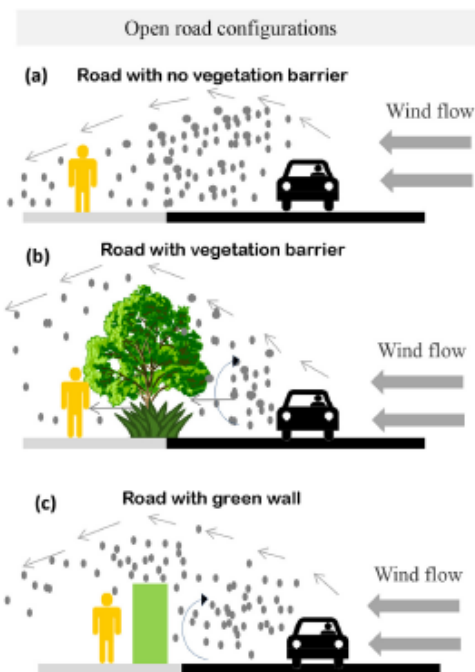 Open road configurations
(a)
Road with no vegetation barrier
Wind flow
(b)
Road with vegetation barrier
Wind flow
(c)
Road with green wall
Wind flow